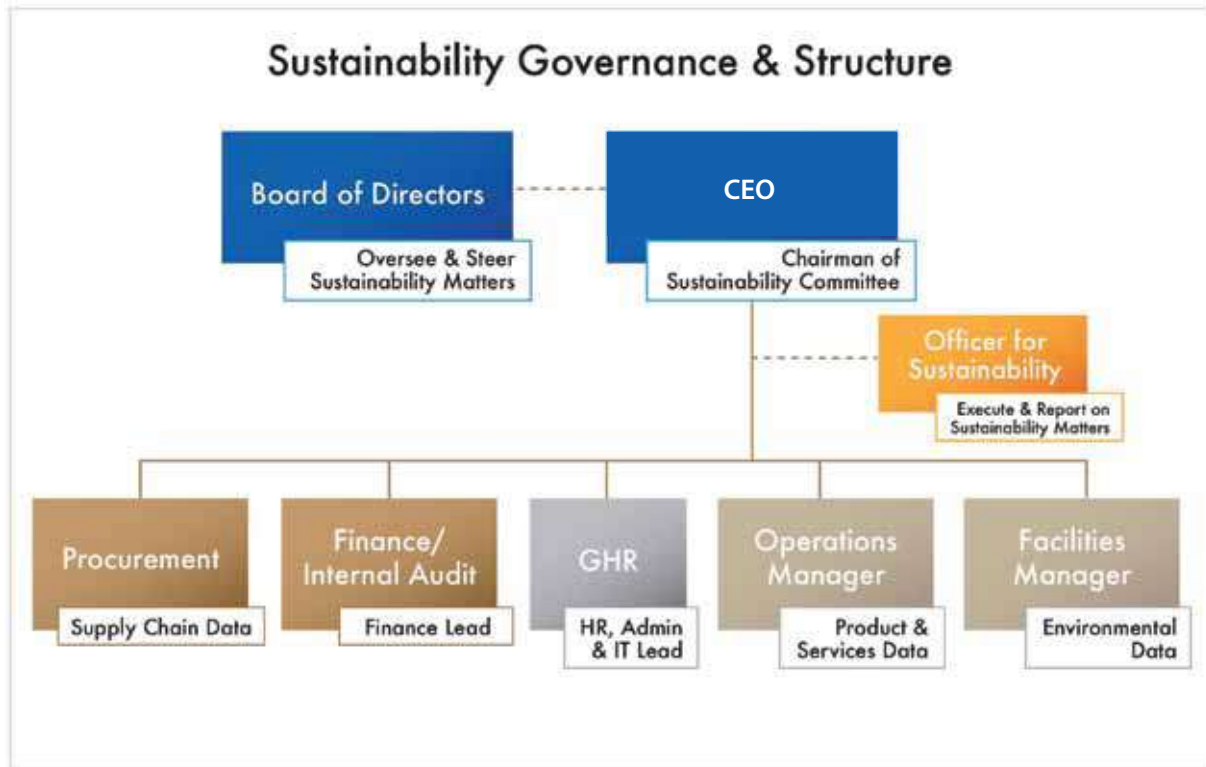 Sustainability Governance & Structure
Board of Directors
Oversee & Steer
Sustainability Matters
CEO
Chairman of
Sustainability Committee
Officer for
Sustainability
Execute & Report on
Sustainability Matters
Procurement
Supply Chain Data
Finance/
Internal Audit
Finance Lead
GHR
HR, Admin
& IT Lead
Operations
Manager
Product &
Services Data
Facilities
Manager
Environmental
Data